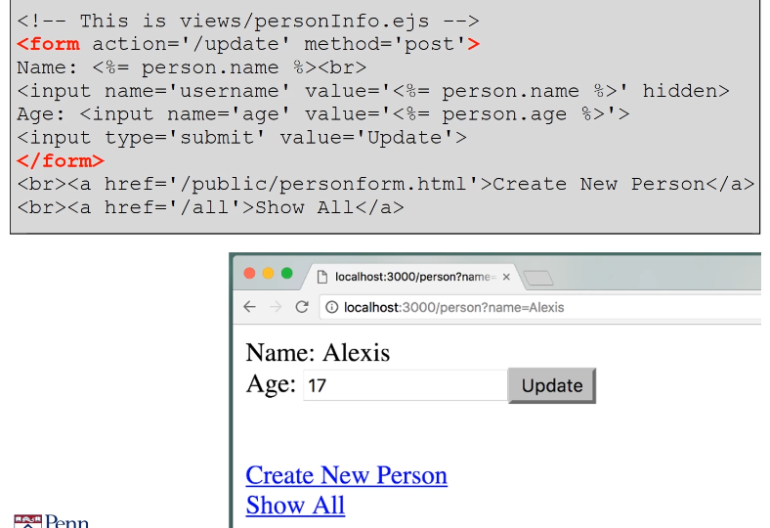 <!-- This is views/personInfo.ejs -->
<form action='/update' method='post'>
Name: <%= person.name %><br>
<input name='username' value='<%= person.name %>' hidden>
Age: <input name='age' value='<%= person.age %>'>
<input type='submit' value='Update'>
</form>
<br><a href='/public/personform.html'>Create New Person</a>
<br><a href='/all'>Show All</a>
localhost:3000/person?name=
localhost:3000/person?name=Alexis
Name: Alexis
Age: 17 Update
Create New Person
Show All
Penn